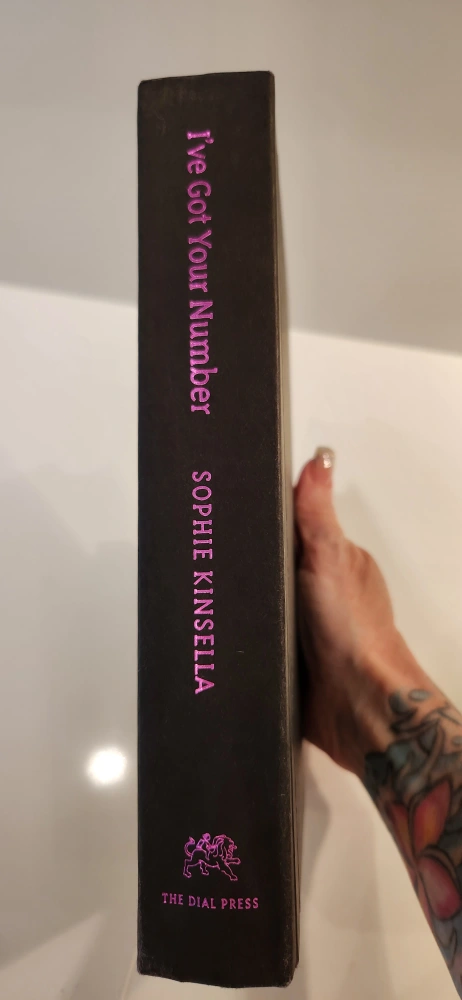 I've Got Your Number
SOPHIE KINSELLA
THE DIAL PRESS